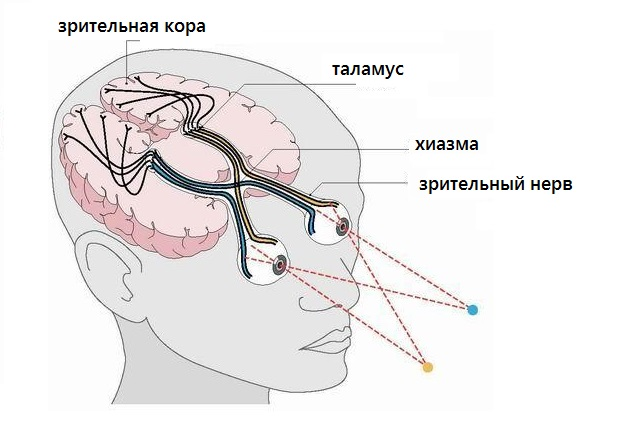 зрительная кора
таламус
хиазма
зрительный нерв